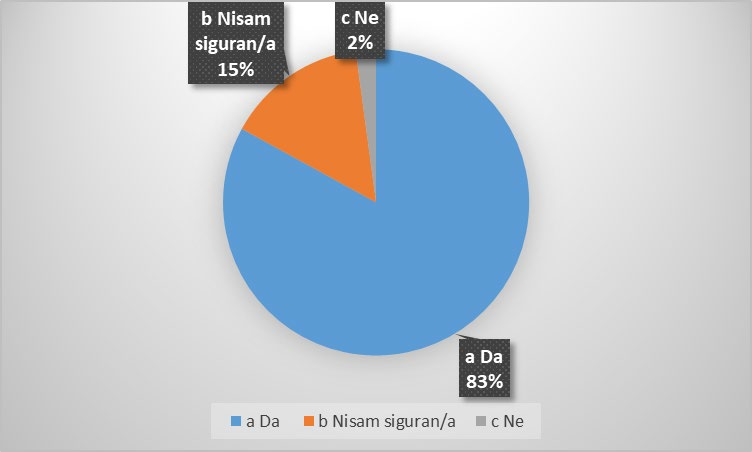 b Nisam
siguran/a
15%
c Ne
2%
a Da
83%
a Da b Nisam siguran/a c Ne